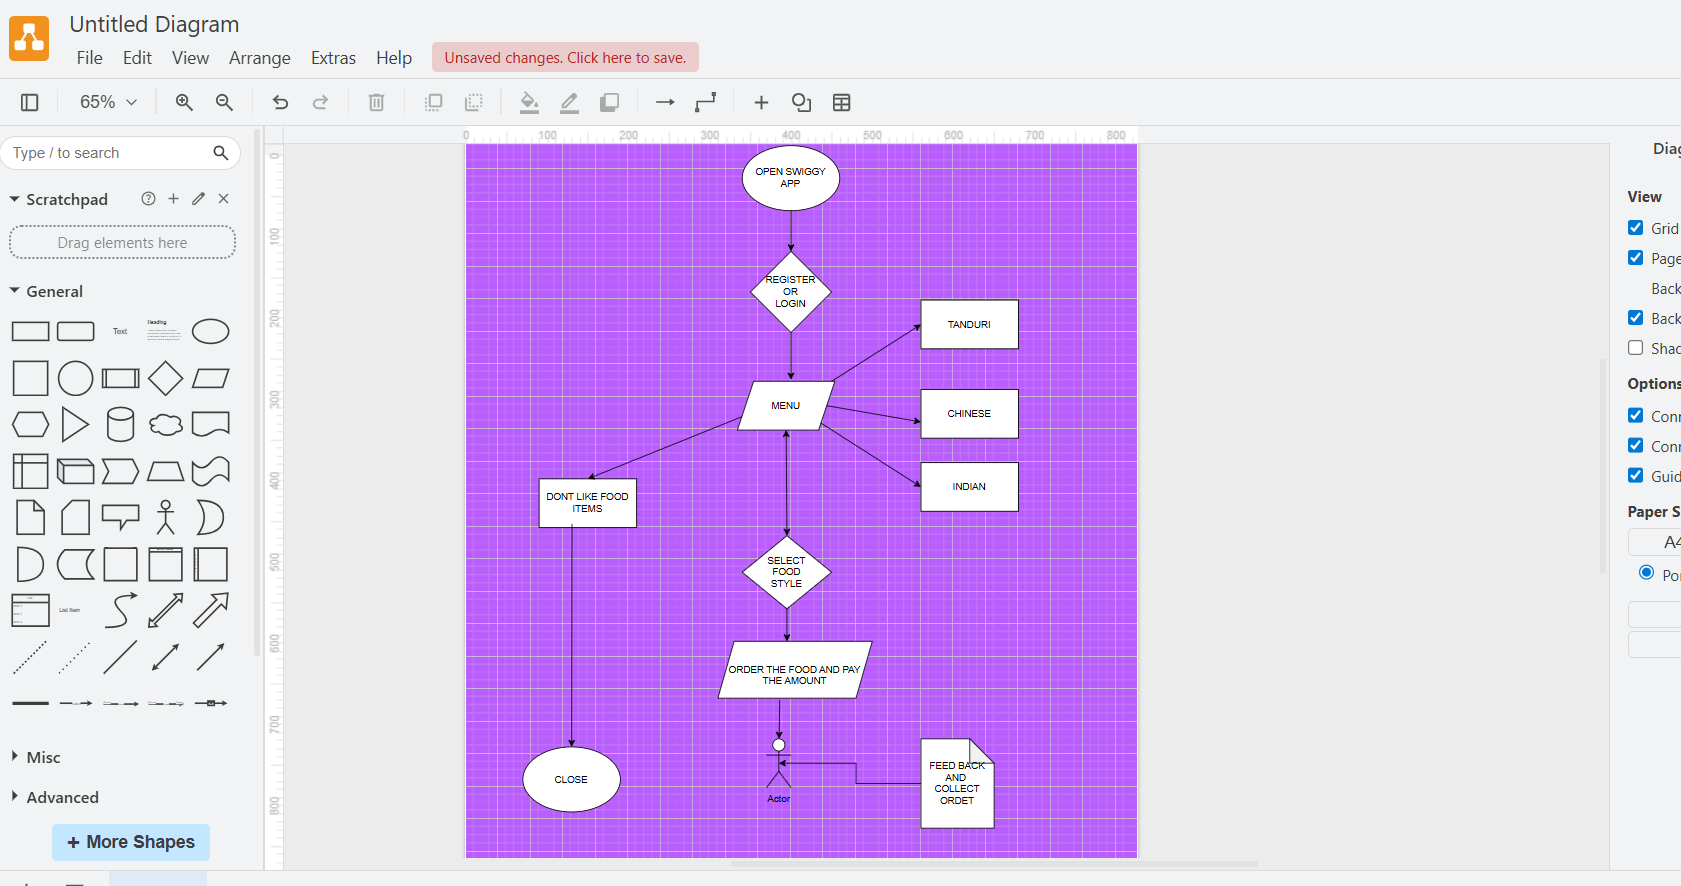 Untitled Diagram
File Edit View Arrange Extras Help Unsaved changes. Click here to save.
65%
Type / to search
Scratchpad
Drag elements here
General
Text
Heading
List Item
Misc
Advanced
+ More Shapes
0 100 200 300 400 500 600 700 800
0
100
200
300
400
500
600
700
800
OPEN SWIGGY
APP
REGISTER
OR
LOGIN
TANDURI
MENU
CHINESE
INDIAN
DONT LIKE FOOD
ITEMS
SELECT
FOOD
STYLE
ORDER THE FOOD AND PAY
THE AMOUNT
CLOSE
Actor
FEED BACK
AND
COLLECT
ORDET
Diag
View
Grid
Page
Back
Back
Shad
Options
Conn
Conn
Guid
Paper S
A4
Por